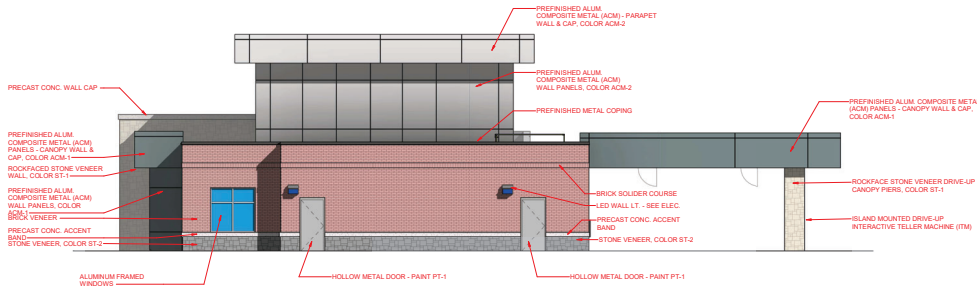 PREFINISHED ALUM.
COMPOSITE METAL (ACM) - PARAPET
WALL & CAP, COLOR ACM-2
PREFINISHED ALUM.
COMPOSITE METAL (ACM)
WALL PANELS, COLOR ACM-2
PRECAST CONC. WALL CAP
PREFINISHED METAL COPING
PREFINISHED ALUM. COMPOSITE META
(ACM) PANELS - CANOPY WALL & CAP,
COLOR ACM-1
PREFINISHED ALUM.
COMPOSITE METAL (ACM)
PANELS - CANOPY WALL &
CAP, COLOR ACM-1
ROCKFACED STONE VENEER
WALL, COLOR ST-1
PREFINISHED ALUM.
COMPOSITE METAL (ACM)
WALL PANELS, COLOR
ACM-1
BRICK VENEER
PRECAST CONC. ACCENT
BAND
STONE VENEER, COLOR ST-2
BRICK SOLIDER COURSE
LED WALL LT. - SEE ELEC.
PRECAST CONC. ACCENT
BAND
STONE VENEER, COLOR ST-2
ROCKFACE STONE VENEER DRIVE-UP
CANOPY PIERS, COLOR ST-1
ISLAND MOUNTED DRIVE-UP
INTERACTIVE TELLER MACHINE (ITM)
ALUMINUM FRAMED
WINDOWS
HOLLOW METAL DOOR - PAINT PT-1
HOLLOW METAL DOOR - PAINT PT-1